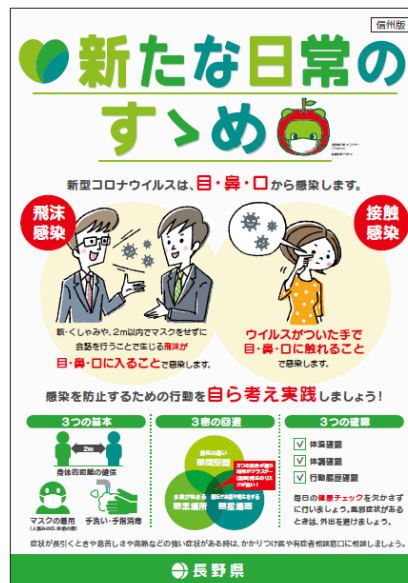 信州版
新たな日常の
すゝめ
新型コロナウイルスは、目・鼻・口から感染します。
飛沫
感染
接触
感染
咳・くしゃみや、2m以内でマスクをせずに
会話を行うことで生じる飛沫が
目・鼻・口に入ることで感染します。
ウイルスがついた手で
目・鼻・口に触れること
で感染します。
感染を防止するための行動を自ら考え実践しましょう！
3つの基本
2m
身体的距離の確保
マスクの着用
手洗い・手指消毒
3密の回避
換気の悪い
密閉空間
多数が集まる
密集場所
密接場面
3つの確認
体温確認
体調確認
行動履歴確認
毎日の健康チェックを欠かさず
に行いましょう。風邪症状がある
ときは、外出を避けましょう。
症状が長引くときや息苦しさや高熱などの強い症状がある時は、かかりつけ医や有症者相談窓口に相談しましょう。
長野県